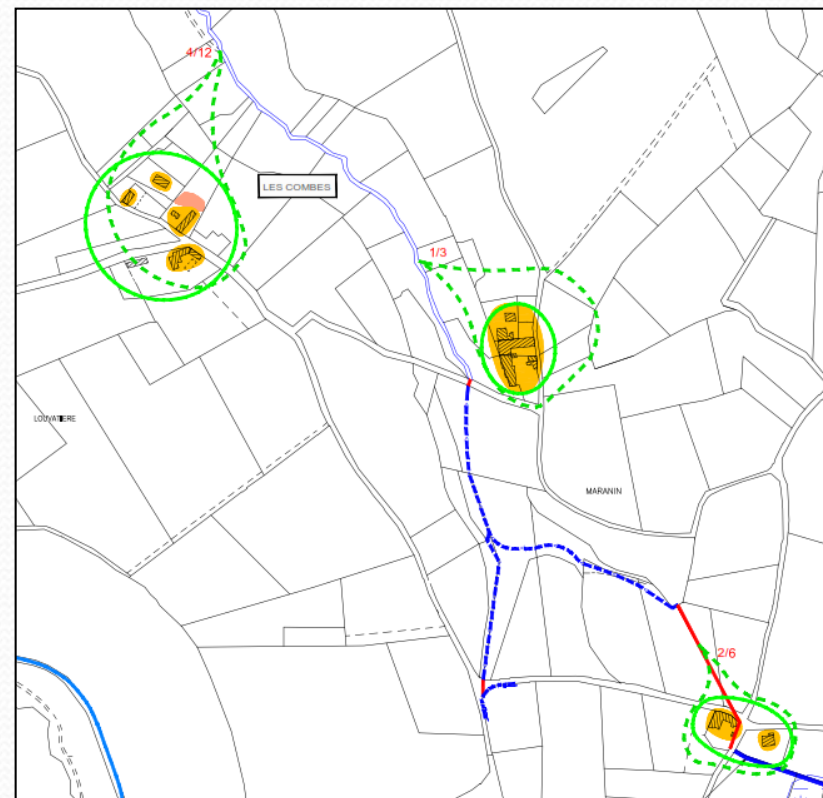 4/12
LES COMBES
1/3
LOUVATIERE
MARANIN
2/6